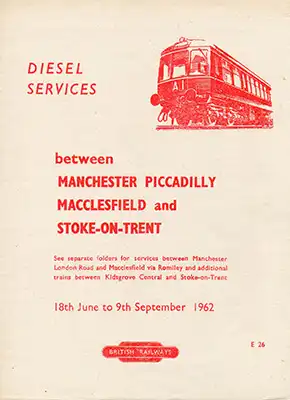 DIESEL
SERVICES
A1
between
MANCHESTER PICCADILLY
MACCLESFIELD and
STOKE-ON-TRENT
See separate folders for services between Manchester
London Road and Macclesfield via Romiley and additional
trains between Kidsgrove Central and Stoke-on-Trent
18th June to 9th September 1962
E 26
BRITISH RAILWAYS